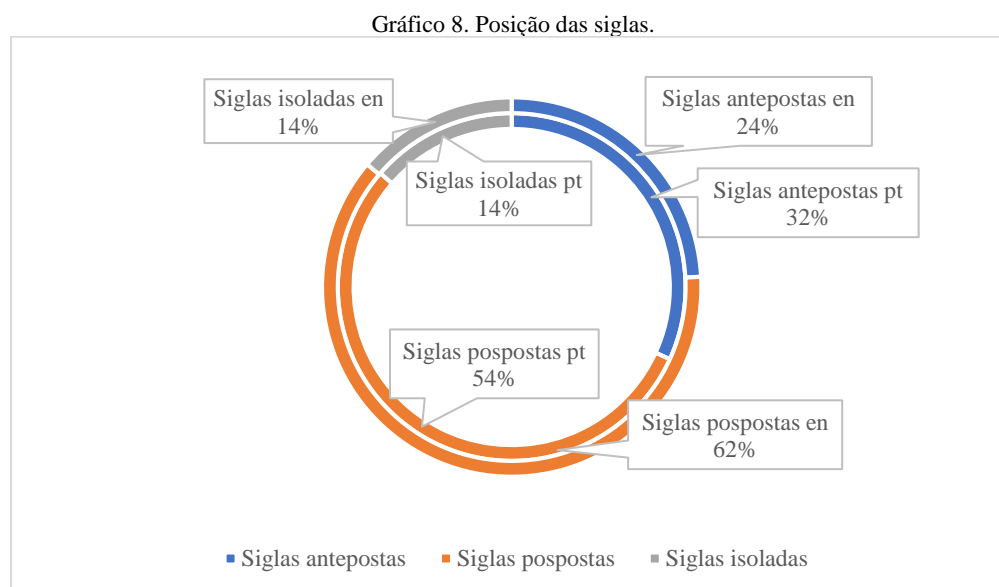 Gráfico 8. Posição das siglas.
Siglas isoladas en
14%
Siglas antepostas en
24%
Siglas isoladas pt
14%
Siglas antepostas pt
32%
Siglas pospostas pt
54%
Siglas pospostas en
62%
Siglas antepostas
Siglas pospostas
Siglas isoladas